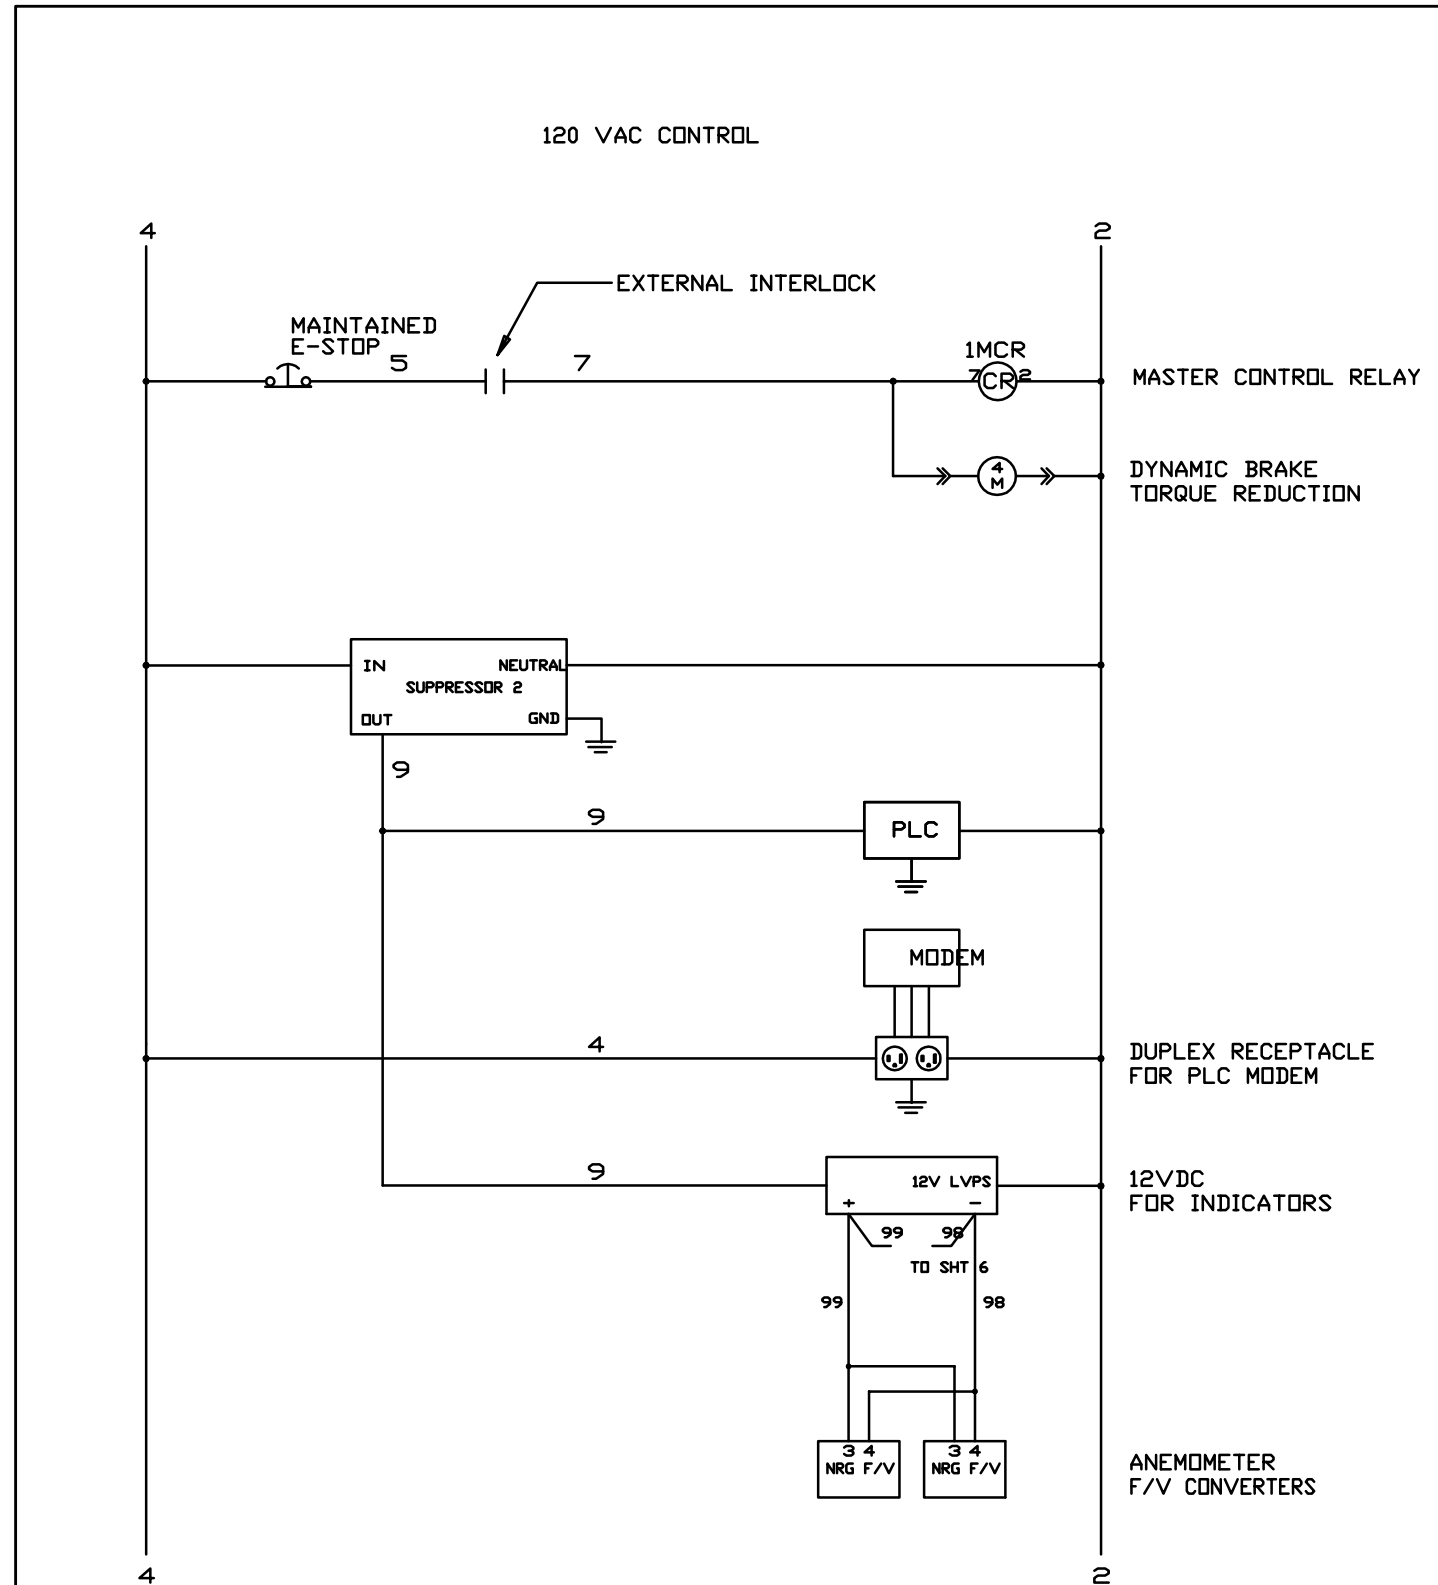 120 VAC CONTROL
4
2
EXTERNAL INTERLOCK
MAINTAINED
E-STOP
5
7
1MCR
7
CR
2
MASTER CONTROL RELAY
4
M
DYNAMIC BRAKE
TORQUE REDUCTION
IN
NEUTRAL
SUPPRESSOR 2
OUT
GND
9
9
PLC
MODEM
4
DUPLEX RECEPTACLE
FOR PLC MODEM
9
12V LVPS
+
-
12VDC
FOR INDICATORS
99
98
TO SHT 6
99
98
3 4
NRG F/V
3 4
NRG F/V
ANEMOMETER
F/V CONVERTERS
4
2